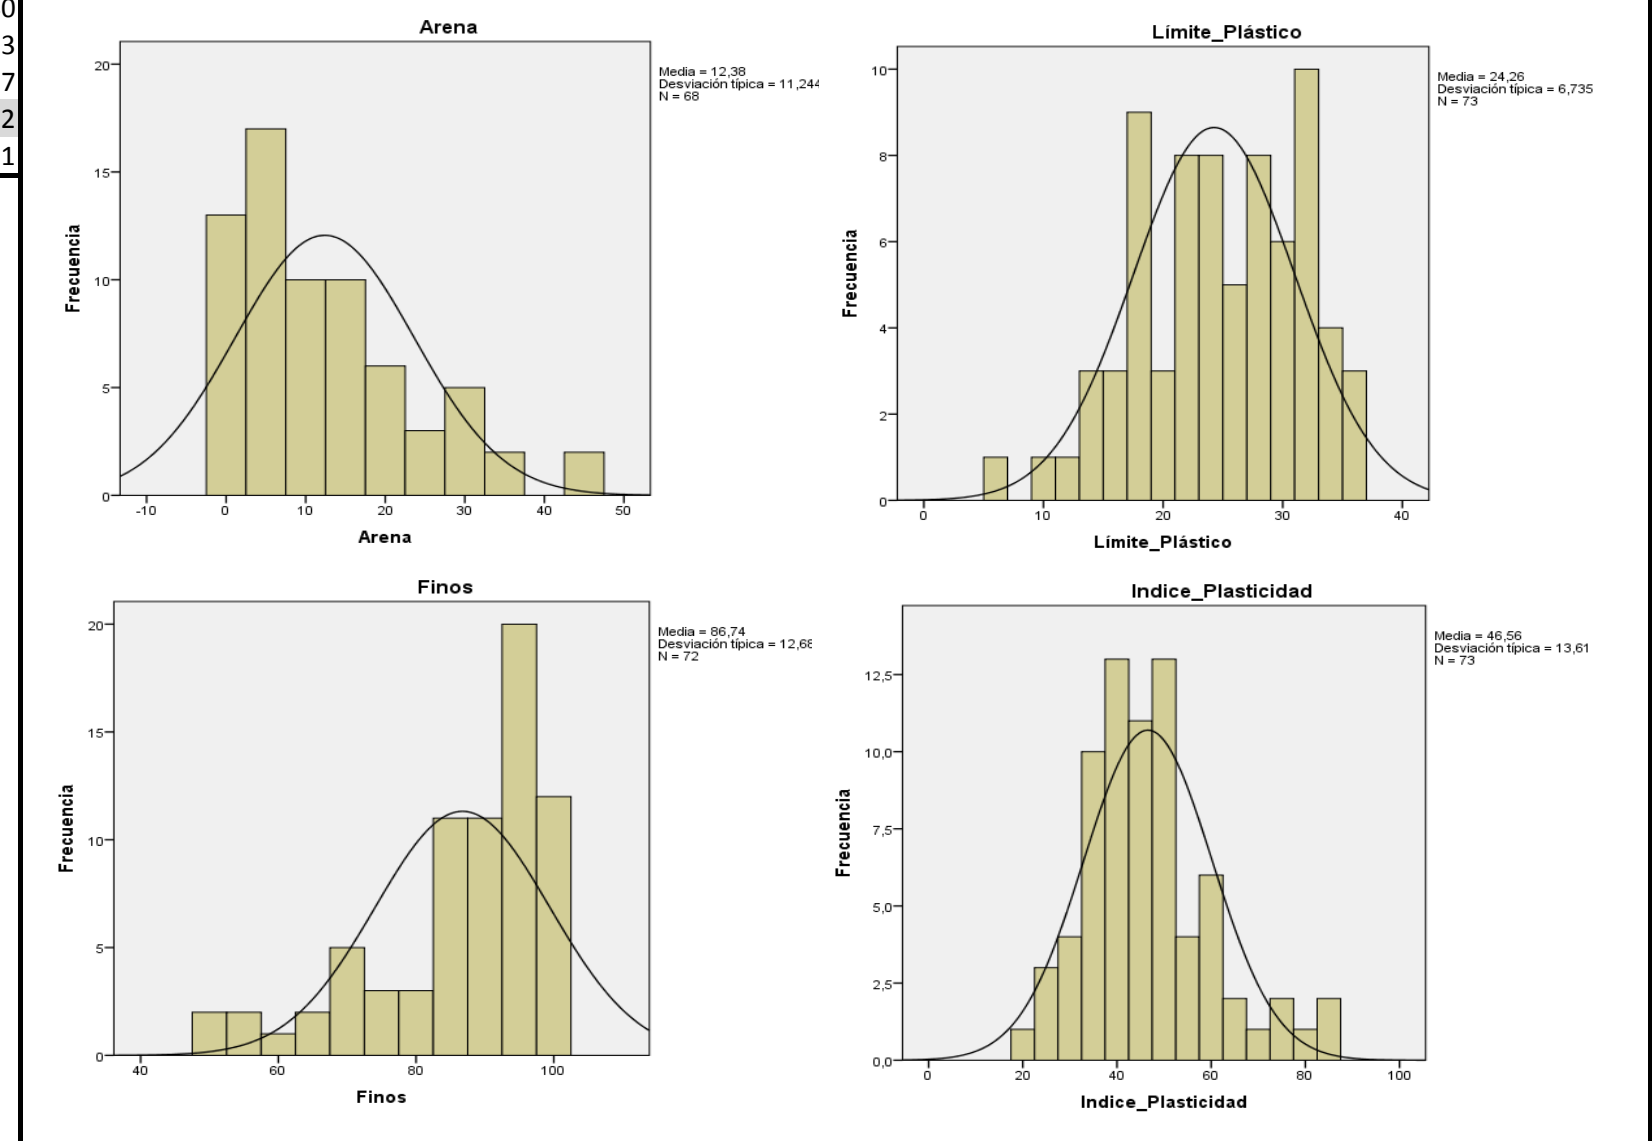 0
3
7
2
1
Arena
20
15
10
5
0
Frecuencia
-10 0 10 20 30 40 50
Arena
Media = 12,38
Desviación típica = 11,244
N = 68
Límite_Plástico
10
8
6
4
2
0
Frecuencia
0 10 20 30 40
Límite_Plástico
Media = 24,26
Desviación típica = 6,735
N = 73
Finos
20
15
10
5
0
Frecuencia
40 60 80 100
Finos
Media = 86,74
Desviación típica = 12,68
N = 72
Indice_Plasticidad
12,5
10,0
7,5
5,0
2,5
0,0
Frecuencia
0 20 40 60 80 100
Indice_Plasticidad
Media = 46,56
Desviación típica = 13,61
N = 73